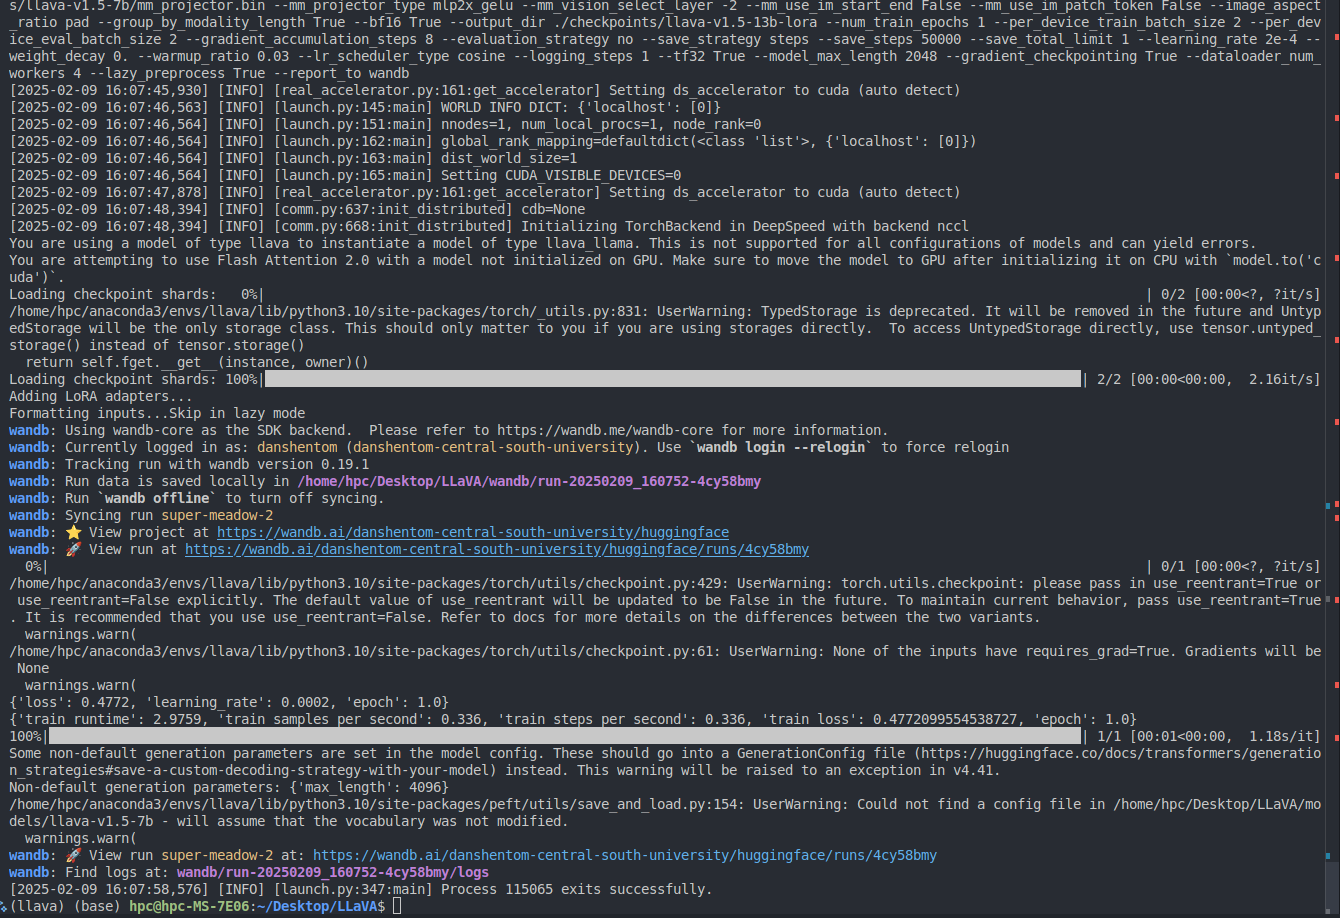 s/llava-v1.5-7b/mm_projector.bin --mm_projector_type mlp2x_gelu --mm_vision_select_layer -2 --mm_use_im_start_end False --mm_use_im_patch_token False --image_aspect
_ratio pad --group_by_modality_length True --bf16 True --output_dir ./checkpoints/llava-v1.5-13b-lora --num_train_epochs 1 --per_device_train_batch_size 2 --per_dev
ice_eval_batch_size 2 --gradient_accumulation_steps 8 --evaluation_strategy no --save_strategy steps --save_steps 50000 --save_total_limit 1 --learning_rate 2e-4 --
weight_decay 0. --warmup_ratio 0.03 --lr_scheduler_type cosine --logging_steps 1 --tf32 True --model_max_length 2048 --gradient_checkpointing True --dataloader_num_
workers 4 --lazy_preprocess True --report_to wandb
[2025-02-09 16:07:45,930] [INFO] [real_accelerator.py:161:get_accelerator] Setting ds_accelerator to cuda (auto detect)
[2025-02-09 16:07:46,563] [INFO] [launch.py:145:main] WORLD INFO DICT: {'localhost': [0]}
[2025-02-09 16:07:46,564] [INFO] [launch.py:151:main] nnodes=1, num_local_procs=1, node_rank=0
[2025-02-09 16:07:46,564] [INFO] [launch.py:162:main] global_rank_mapping=defaultdict(<class 'list'>, {'localhost': [0]})
[2025-02-09 16:07:46,564] [INFO] [launch.py:163:main] dist_world_size=1
[2025-02-09 16:07:46,564] [INFO] [launch.py:165:main] Setting CUDA_VISIBLE_DEVICES=0
[2025-02-09 16:07:47,878] [INFO] [real_accelerator.py:161:get_accelerator] Setting ds_accelerator to cuda (auto detect)
[2025-02-09 16:07:48,394] [INFO] [comm.py:637:init_distributed] cdb=None
[2025-02-09 16:07:48,394] [INFO] [comm.py:668:init_distributed] Initializing TorchBackend in DeepSpeed with backend nccl
You are using a model of type llava to instantiate a model of type llava_llama. This is not supported for all configurations of models and can yield errors.
You are attempting to use Flash Attention 2.0 with a model not initialized on GPU. Make sure to move the model to GPU after initializing it on CPU with `model.to('c
uda')`.
Loading checkpoint shards:   0%|          | 0/2 [00:00<?, ?it/s]
/home/hpc/anaconda3/envs/llava/lib/python3.10/site-packages/torch/_utils.py:831: UserWarning: TypedStorage is deprecated. It will be removed in the future and Untyp
edStorage will be the only storage class. This should only matter to you if you are using storages directly.  To access UntypedStorage directly, use tensor.untyped_
storage() instead of tensor.storage()
  return self.fget.__get__(instance, owner)()
Loading checkpoint shards: 100%|██████████| 2/2 [00:00<00:00,  2.16it/s]
Adding LoRA adapters...
Formatting inputs...Skip in lazy mode
wandb: Using wandb-core as the SDK backend.  Please refer to https://wandb.me/wandb-core for more information.
wandb: Currently logged in as: danshentom (danshentom-central-south-university). Use `wandb login --relogin` to force relogin
wandb: Tracking run with wandb version 0.19.1
wandb: Run data is saved locally in /home/hpc/Desktop/LLaVA/wandb/run-20250209_160752-4cy58bmy
wandb: Run `wandb offline` to turn off syncing.
wandb: Syncing run super-meadow-2
wandb: ⭐ View project at https://wandb.ai/danshentom-central-south-university/huggingface
wandb: 🚀 View run at https://wandb.ai/danshentom-central-south-university/huggingface/runs/4cy58bmy
  0%|          | 0/1 [00:00<?, ?it/s]
/home/hpc/anaconda3/envs/llava/lib/python3.10/site-packages/torch/utils/checkpoint.py:429: UserWarning: torch.utils.checkpoint: please pass in use_reentrant=True or
 use_reentrant=False explicitly. The default value of use_reentrant will be updated to be False in the future. To maintain current behavior, pass use_reentrant=True
. It is recommended that you use use_reentrant=False. Refer to docs for more details on the differences between the two variants.
  warnings.warn(
/home/hpc/anaconda3/envs/llava/lib/python3.10/site-packages/torch/utils/checkpoint.py:61: UserWarning: None of the inputs have requires_grad=True. Gradients will be
 None
  warnings.warn(
{'loss': 0.4772, 'learning_rate': 0.0002, 'epoch': 1.0}
{'train_runtime': 2.9759, 'train_samples_per_second': 0.336, 'train_steps_per_second': 0.336, 'train_loss': 0.4772099554538727, 'epoch': 1.0}
100%|██████████| 1/1 [00:01<00:00,  1.18s/it]
Some non-default generation parameters are set in the model config. These should go into a GenerationConfig file (https://huggingface.co/docs/transformers/generatio
n_strategies#save-a-custom-decoding-strategy-with-your-model) instead. This warning will be raised to an exception in v4.41.
Non-default generation parameters: {'max_length': 4096}
/home/hpc/anaconda3/envs/llava/lib/python3.10/site-packages/peft/utils/save_and_load.py:154: UserWarning: Could not find a config file in /home/hpc/Desktop/LLaVA/mo
dels/llava-v1.5-7b - will assume that the vocabulary was not modified.
  warnings.warn(
wandb: 🚀 View run super-meadow-2 at: https://wandb.ai/danshentom-central-south-university/huggingface/runs/4cy58bmy
wandb: Find logs at: wandb/run-20250209_160752-4cy58bmy/logs
[2025-02-09 16:07:58,576] [INFO] [launch.py:347:main] Process 115065 exits successfully.
(llava) (base) hpc@hpc-MS-7E06:~/Desktop/LLaVA$